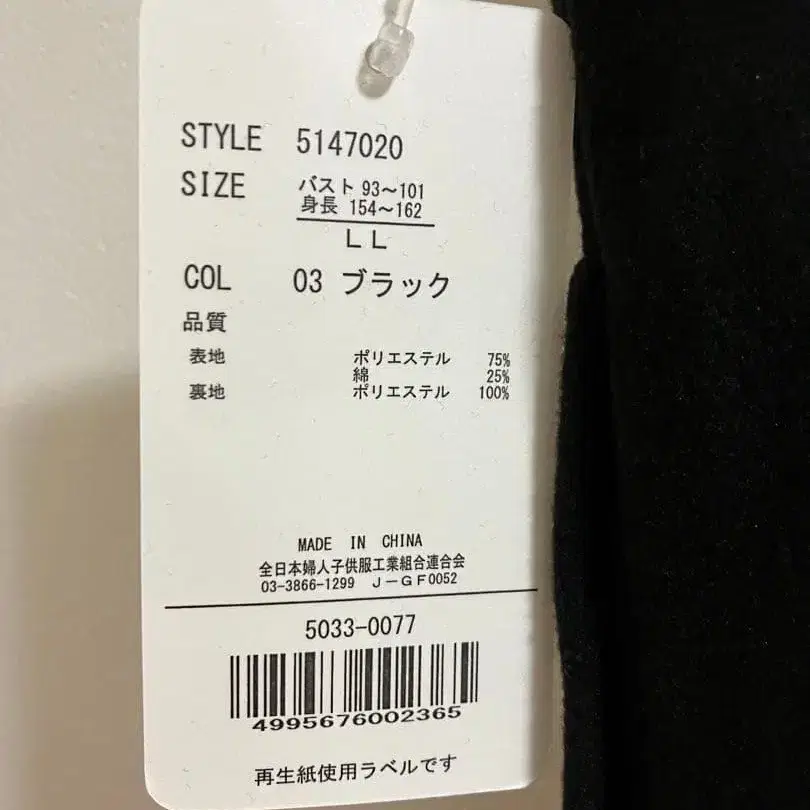 STYLE 5147020
SIZE バスト 93〜101
身長 154〜162
LL
COL 03 ブラック
品質
表地 ポリエステル 75%
綿 25%
裏地 ポリエステル 100%
MADE IN CHINA
全日本婦人子供服工業組合連合会
03-3866-1299 J-GF0052
5033-0077
4995676002365
再生紙使用ラベルです